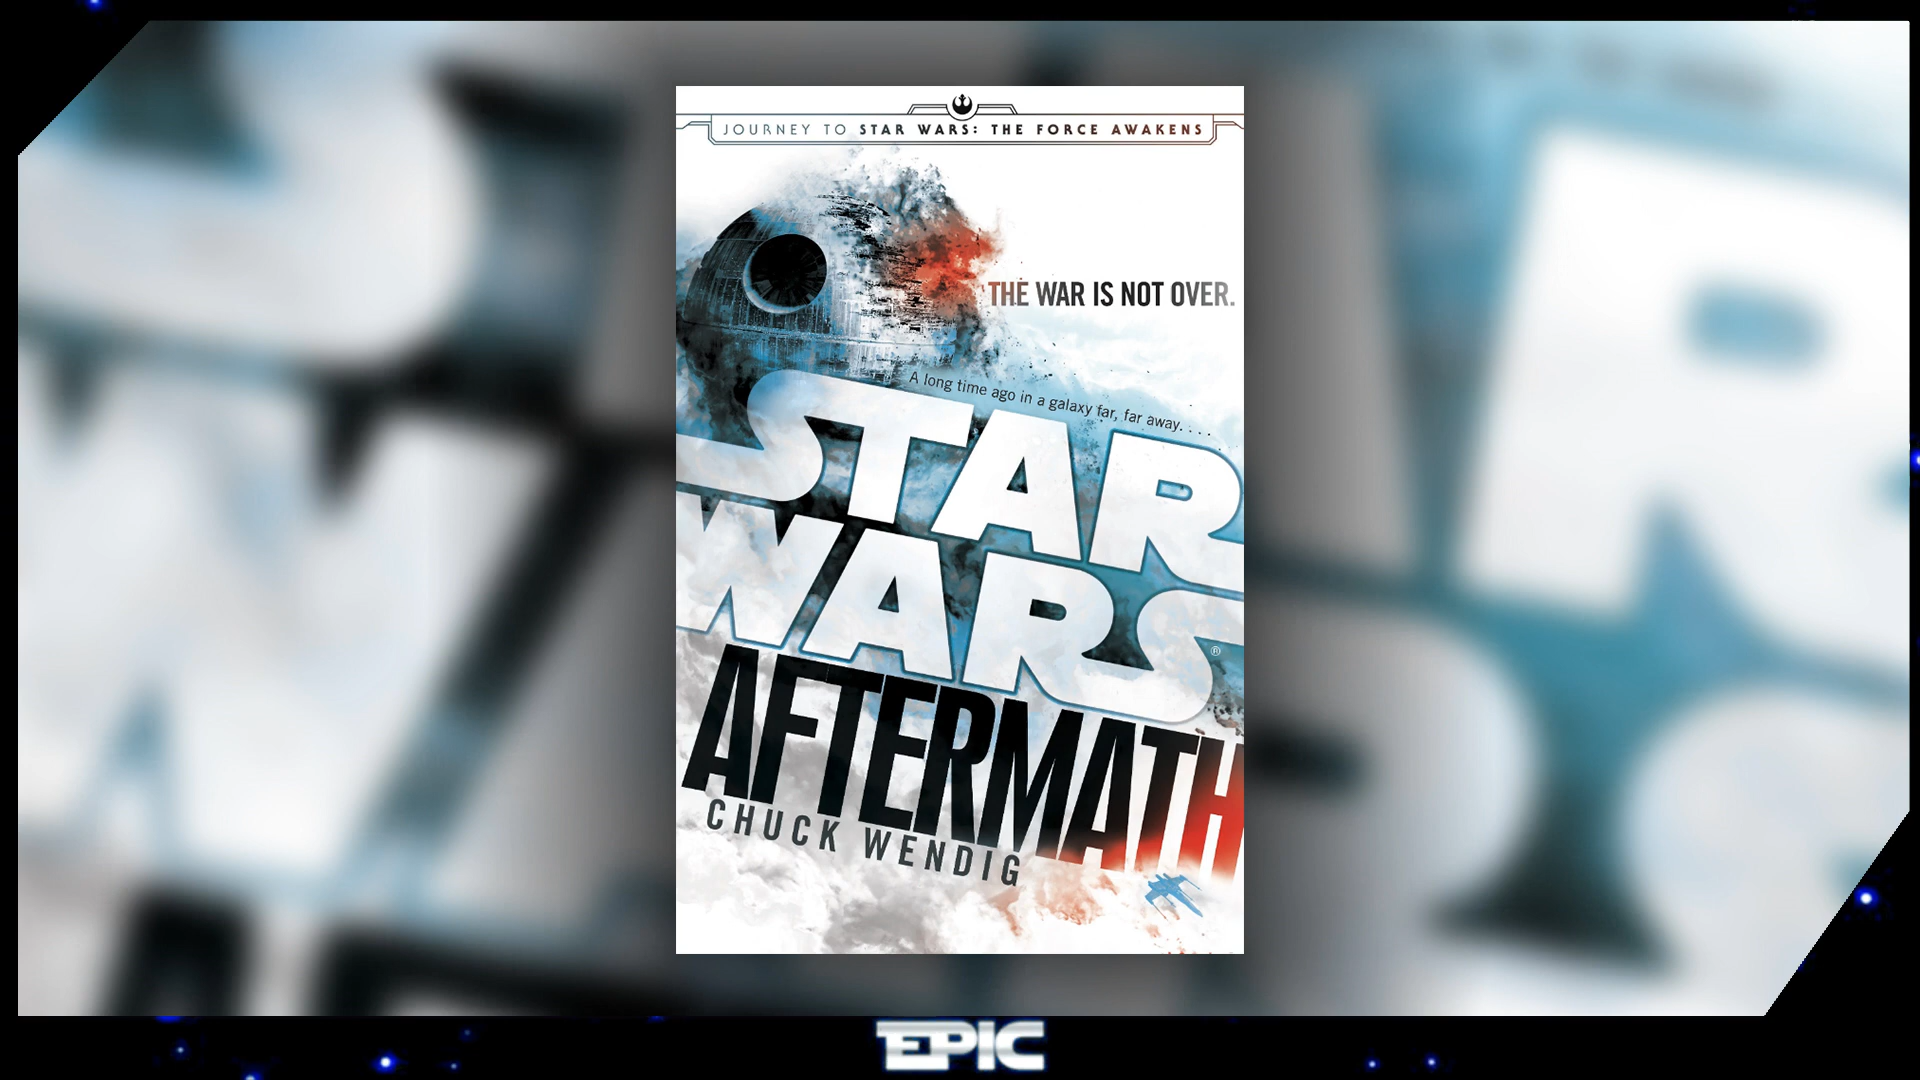 JOURNEY TO STAR WARS: THE FORCE AWAKENS
THE WAR IS NOT OVER.
A long time ago in a galaxy far, far away. . . .
STAR
WARS
®
AFTERMATH
CHUCK WENDIG
EPIC